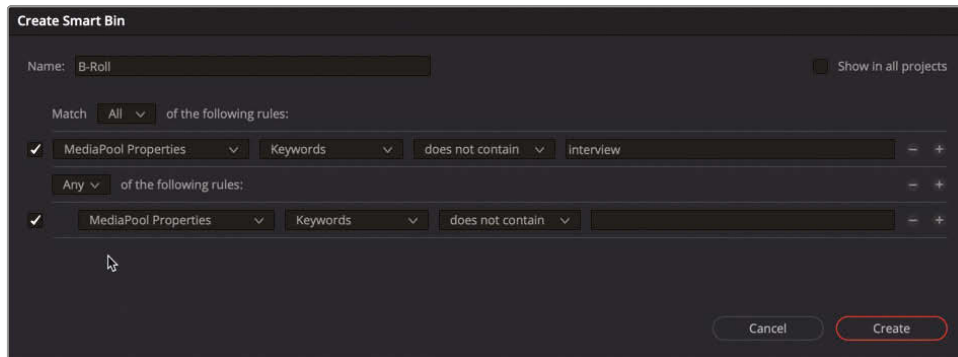 Create Smart Bin
Name: B-Roll Show in all projects
Match All of the following rules:
MediaPool Properties Keywords does not contain interview
Any of the following rules:
MediaPool Properties Keywords does not contain
Cancel Create